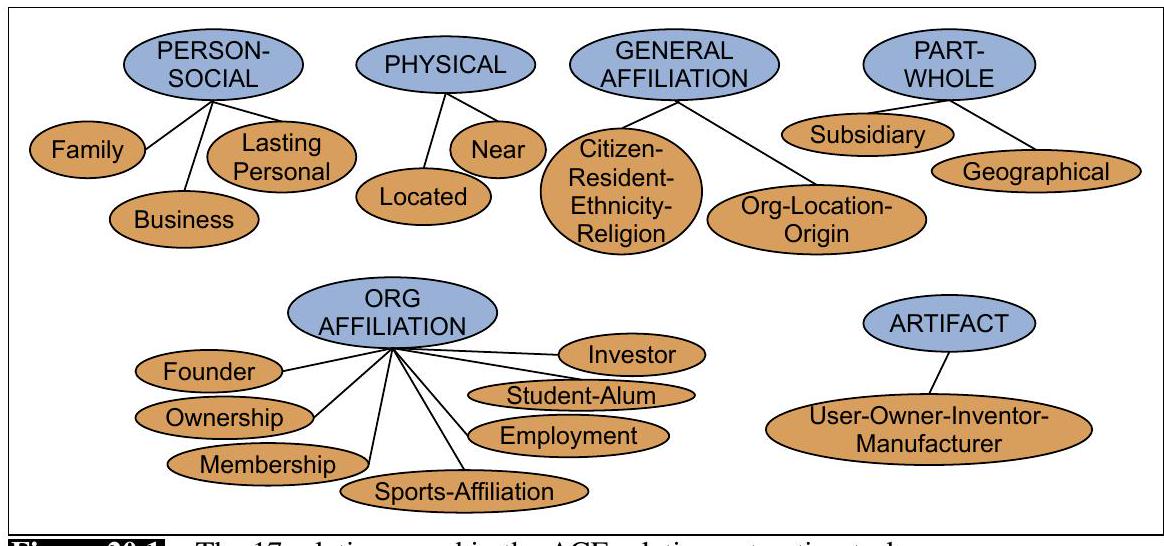 PERSON-
SOCIAL
Family
Business
Lasting
Personal
PHYSICAL
Located
Near
GENERAL
AFFILIATION
Citizen-
Resident-
Ethnicity-
Religion
Org-Location-
Origin
PART-
WHOLE
Subsidiary
Geographical
ORG
AFFILIATION
Founder
Ownership
Membership
Sports-Affiliation
Employment
Student-Alum
Investor
ARTIFACT
User-Owner-Inventor-
Manufacturer
The 17 relations used in the ACE relation extraction task